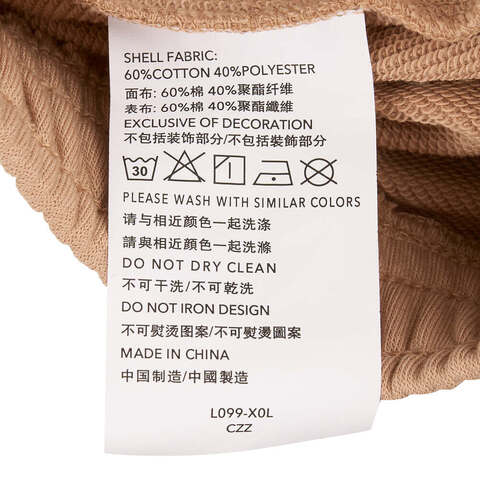 SHELL FABRIC:
60%COTTON 40%POLYESTER
面布: 60%棉 40%聚酯纤维
表布: 60%棉 40%聚酯纖維
EXCLUSIVE OF DECORATION
不包括装饰部分/不包括裝飾部分
30
PLEASE WASH WITH SIMILAR COLORS
请与相近颜色一起洗涤
請與相近顏色一起洗滌
DO NOT DRY CLEAN
不可干洗/不可乾洗
DO NOT IRON DESIGN
不可熨烫图案/不可熨燙圖案
MADE IN CHINA
中国制造/中國製造
L099-X0L
CZZ